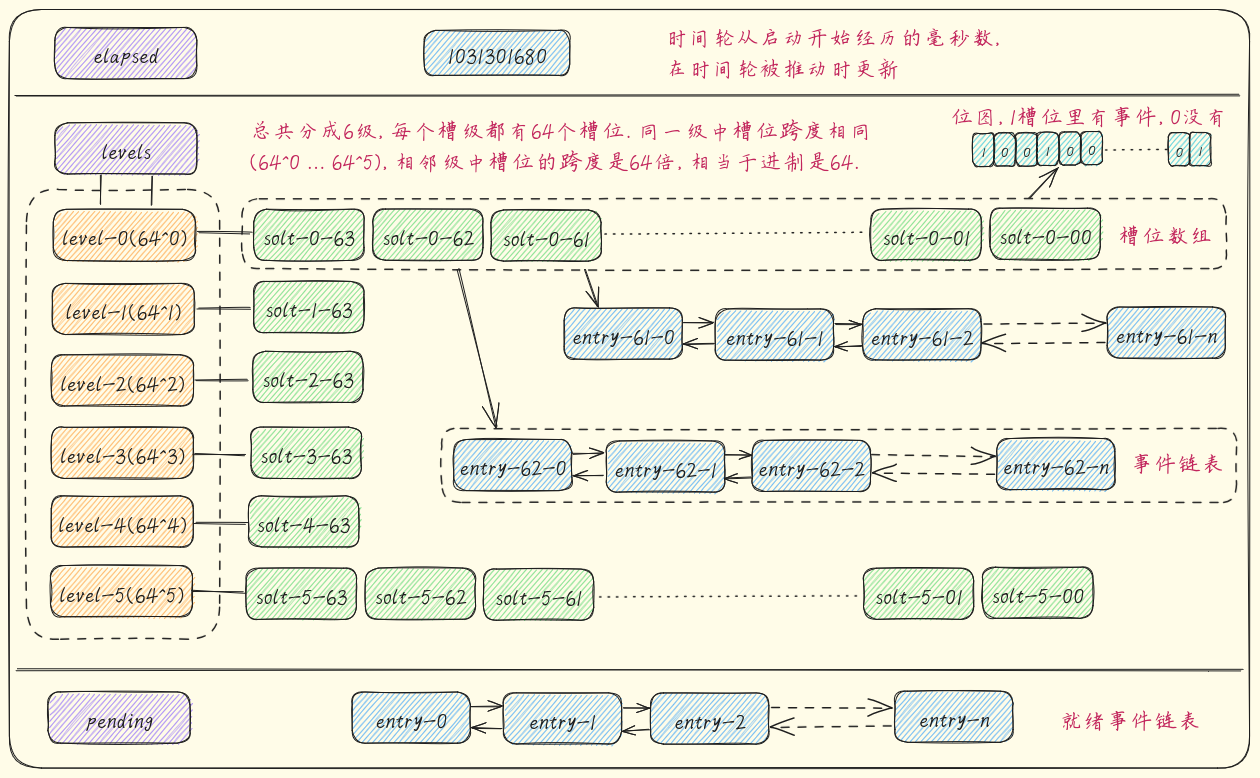 elapsed
1031301680
时间轮从启动开始经历的毫秒数,
在时间轮被推动时更新
levels
总共分成6级, 每个槽级都有64个槽位. 同一级中槽位跨度相同
(64^0 ... 64^5), 相邻级中槽位的跨度是64倍, 相当于进制是64.
位图, 1槽位里有事件, 0没有
1 0 0 1 0 0 0 1
level-0(64^0)
solt-0-63
solt-0-62
solt-0-61
solt-0-01
solt-0-00
槽位数组
level-1(64^1)
solt-1-63
entry-61-0
entry-61-1
entry-61-2
entry-61-n
level-2(64^2)
solt-2-63
level-3(64^3)
solt-3-63
entry-62-0
entry-62-1
entry-62-2
entry-62-n
事件链表
level-4(64^4)
solt-4-63
level-5(64^5)
solt-5-63
solt-5-62
solt-5-61
solt-5-01
solt-5-00
pending
entry-0
entry-1
entry-2
entry-n
就绪事件链表